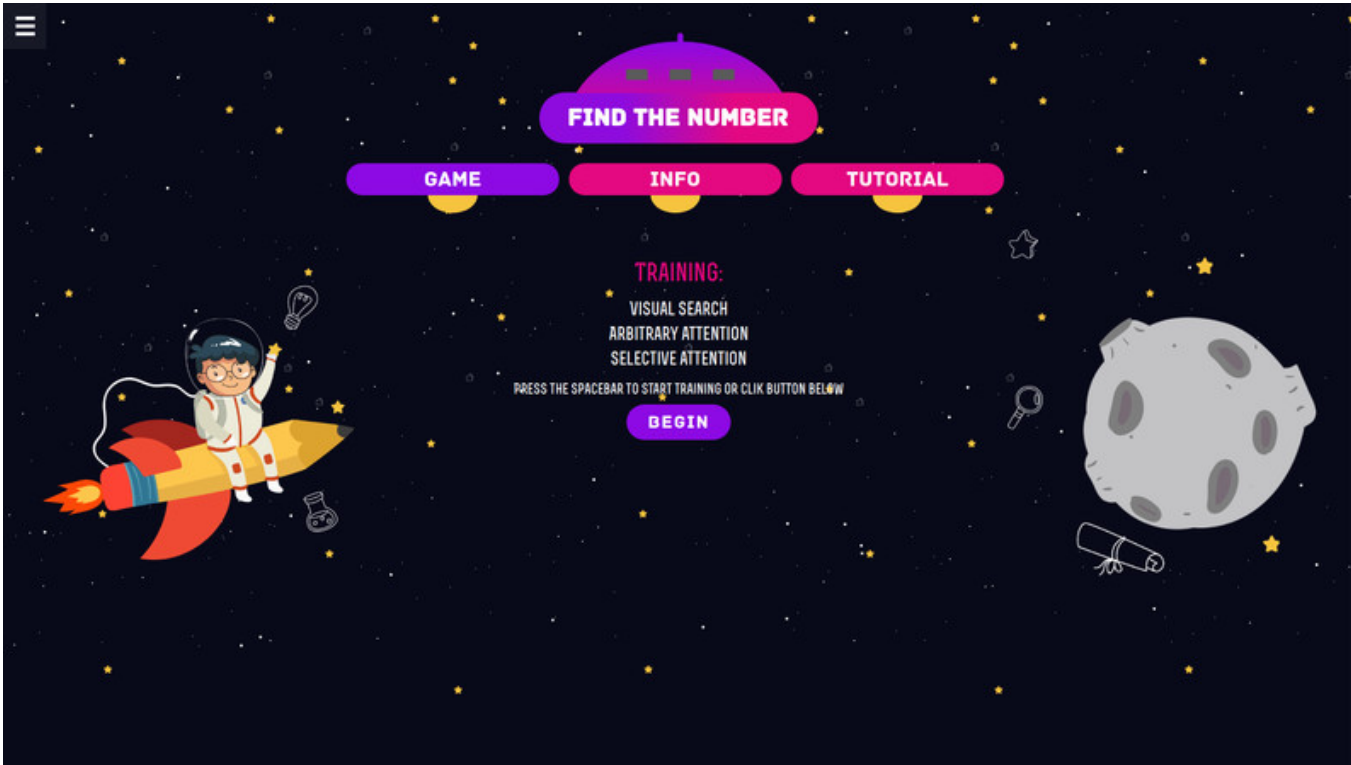 FIND THE NUMBER
GAME
INFO
TUTORIAL
TRAINING:
VISUAL SEARCH
ARBITRARY ATTENTION
SELECTIVE ATTENTION
PRESS THE SPACEBAR TO START TRAINING OR CLIK BUTTON BELOW
BEGIN